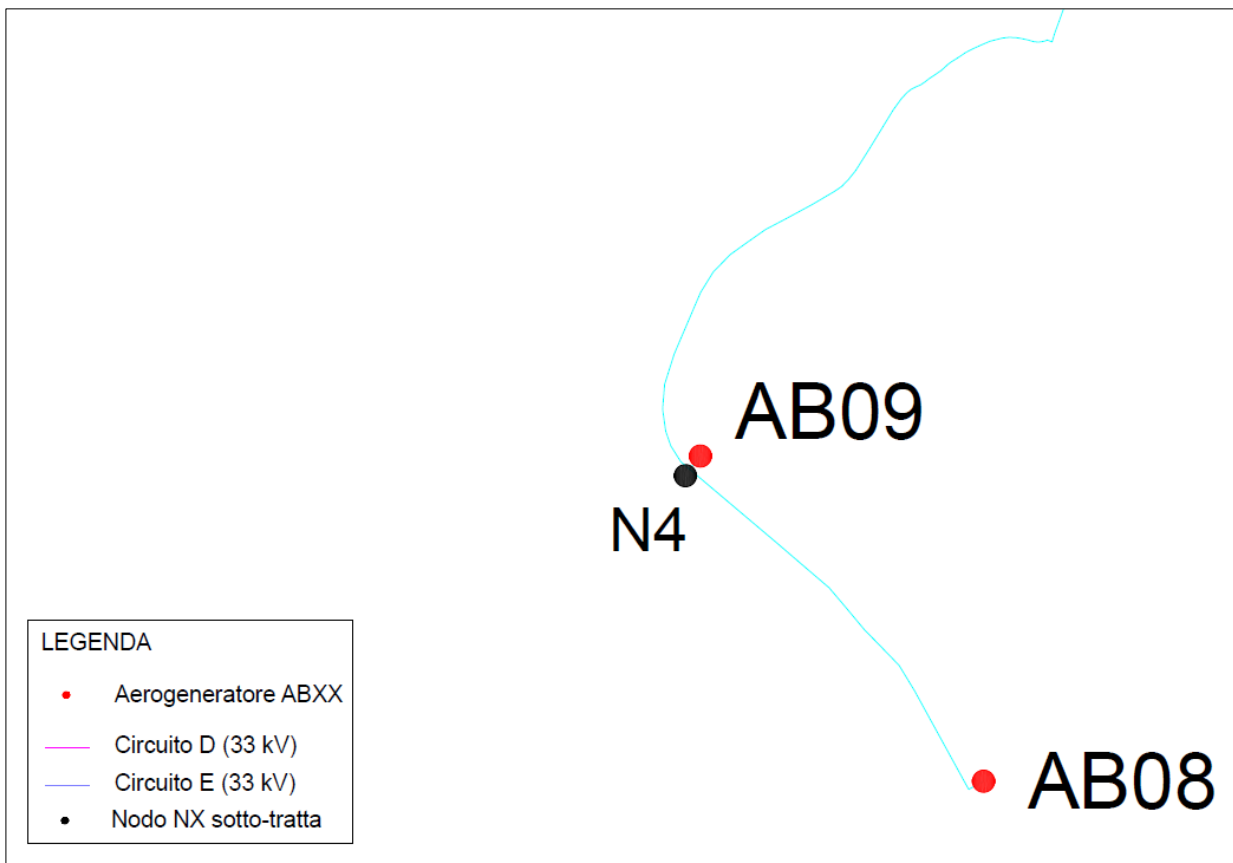 AB09
N4
AB08
LEGENDA
Aerogeneratore ABXX
Circuito D (33 kV)
Circuito E (33 kV)
Nodo NX sotto-tratta